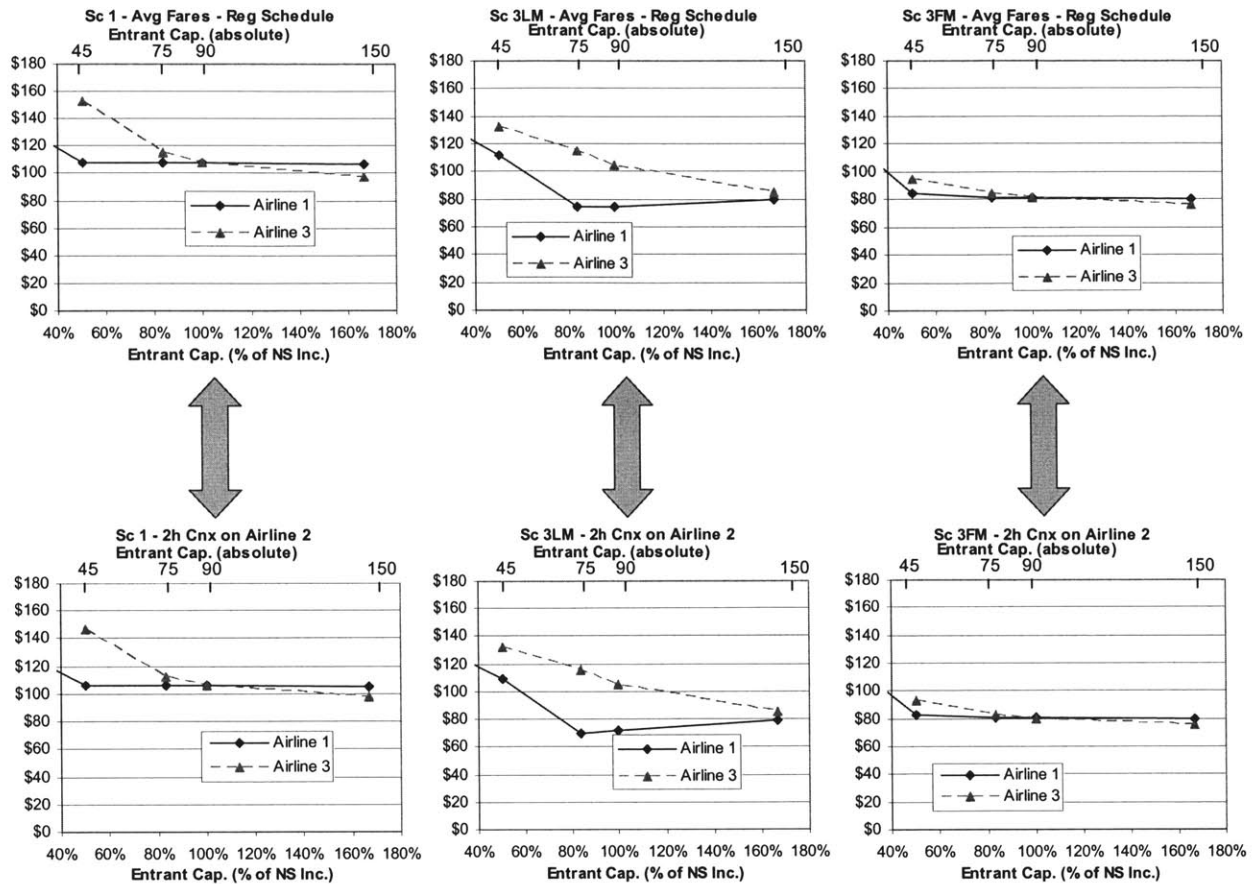 Sc 1 - Avg Fares - Reg Schedule
Entrant Cap. (absolute)
45 75 90 150
$180
$160
$140
$120
$100
$80
$60
$40
$20
$0
Airline 1
Airline 3
40% 60% 80% 100% 120% 140% 160% 180%
Entrant Cap. (% of NS Inc.)
Sc 3LM - Avg Fares - Reg Schedule
Entrant Cap. (absolute)
45 75 90 150
$180
$160
$140
$120
$100
$80
$60
$40
$20
$0
Airline 1
Airline 3
40% 60% 80% 100% 120% 140% 160% 180%
Entrant Cap. (% of NS Inc.)
Sc 3FM - Avg Fares - Reg Schedule
Entrant Cap. (absolute)
45 75 90 150
$180
$160
$140
$120
$100
$80
$60
$40
$20
$0
Airline 1
Airline 3
40% 60% 80% 100% 120% 140% 160% 180%
Entrant Cap. (% of NS Inc.)
Sc 1 - 2h Cnx on Airline 2
Entrant Cap. (absolute)
45 75 90 150
$180
$160
$140
$120
$100
$80
$60
$40
$20
$0
Airline 1
Airline 3
40% 60% 80% 100% 120% 140% 160% 180%
Entrant Cap. (% of NS Inc.)
Sc 3LM - 2h Cnx on Airline 2
Entrant Cap. (absolute)
45 75 90 150
$180
$160
$140
$120
$100
$80
$60
$40
$20
$0
Airline 1
Airline 3
40% 60% 80% 100% 120% 140% 160% 180%
Entrant Cap. (% of NS Inc.)
Sc 3FM - 2h Cnx on Airline 2
Entrant Cap. (absolute)
45 75 90 150
$180
$160
$140
$120
$100
$80
$60
$40
$20
$0
Airline 1
Airline 3
40% 60% 80% 100% 120% 140% 160% 180%
Entrant Cap. (% of NS Inc.)